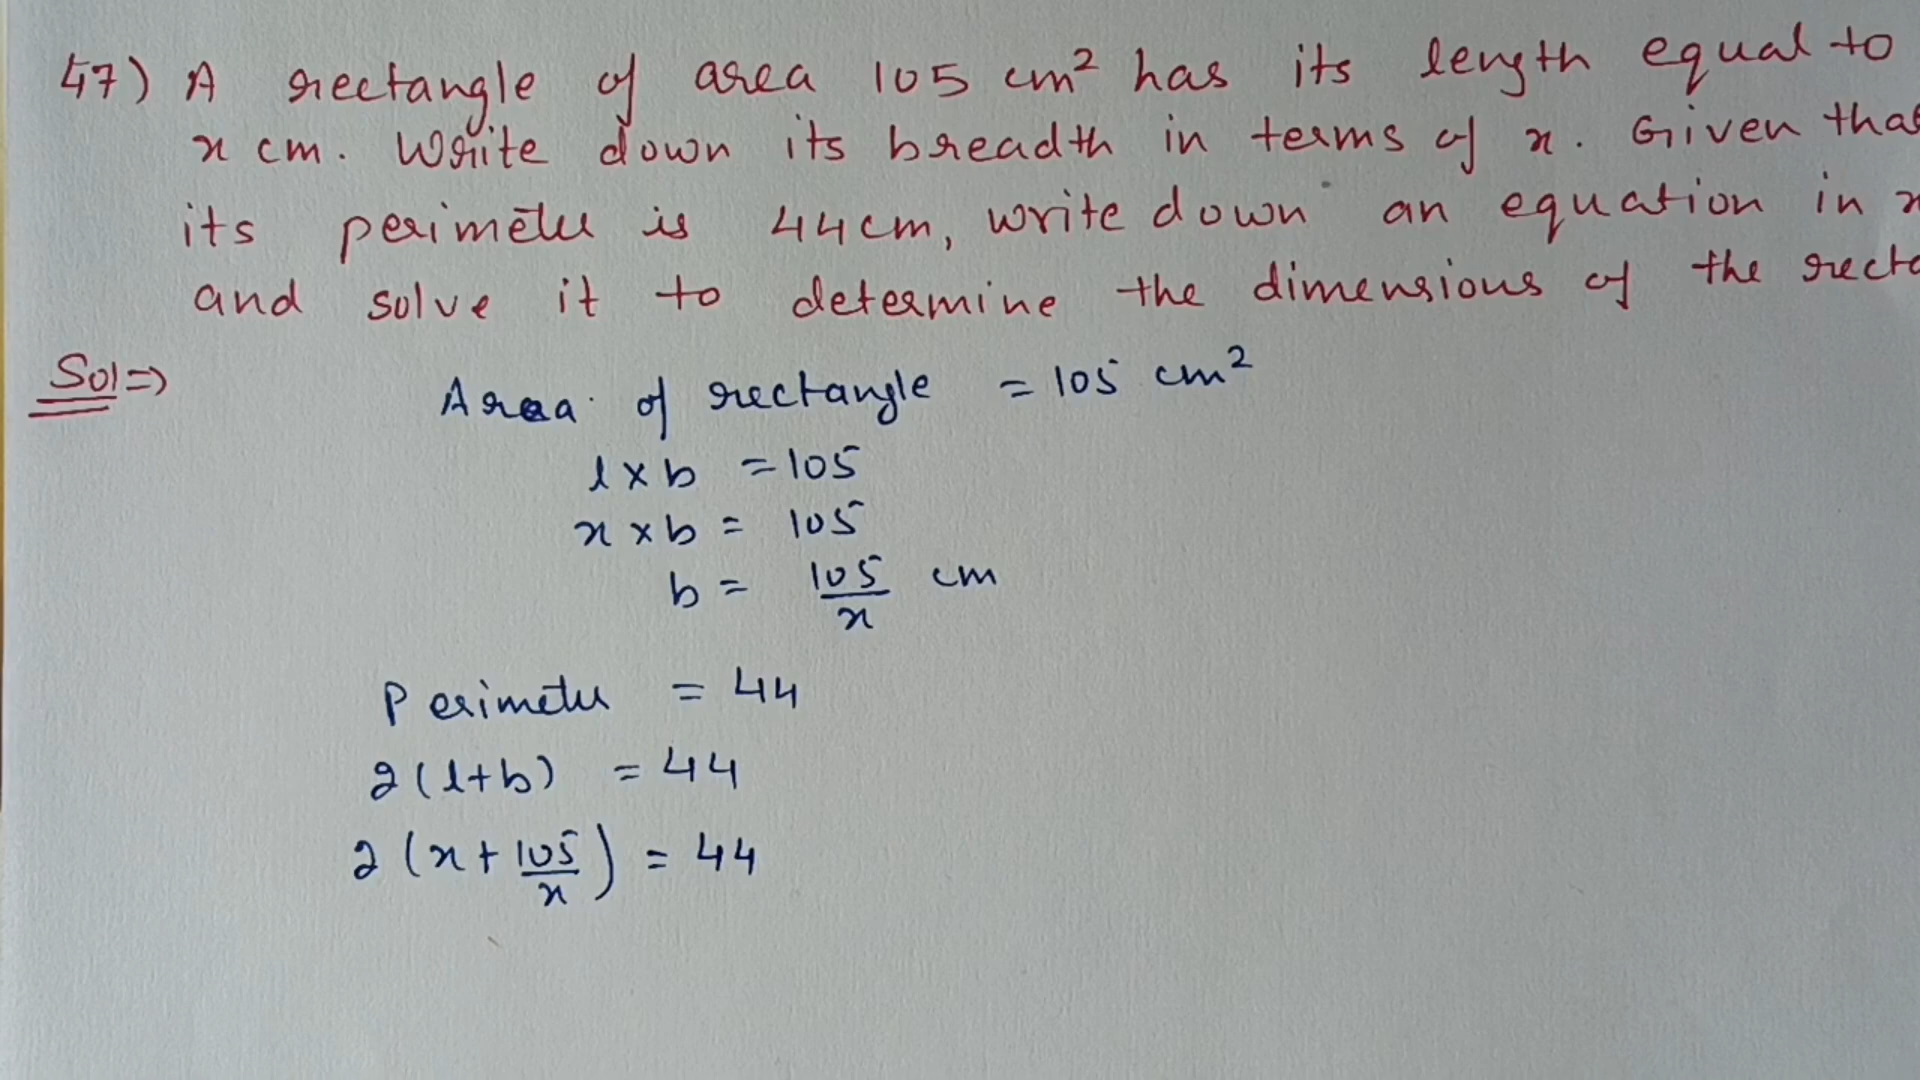 47) A rectangle of area 105 cm² has its length equal to
x cm. Write down its breadth in terms of x. Given that
its perimeter is 44cm, write down an equation in x
and solve it to determine the dimensions of the recta
Sol⇒
Area of rectangle = 105 cm²
l × b = 105
x × b = 105
b = 105/x cm
Perimeter = 44
2(l+b) = 44
2(x + 105/x) = 44